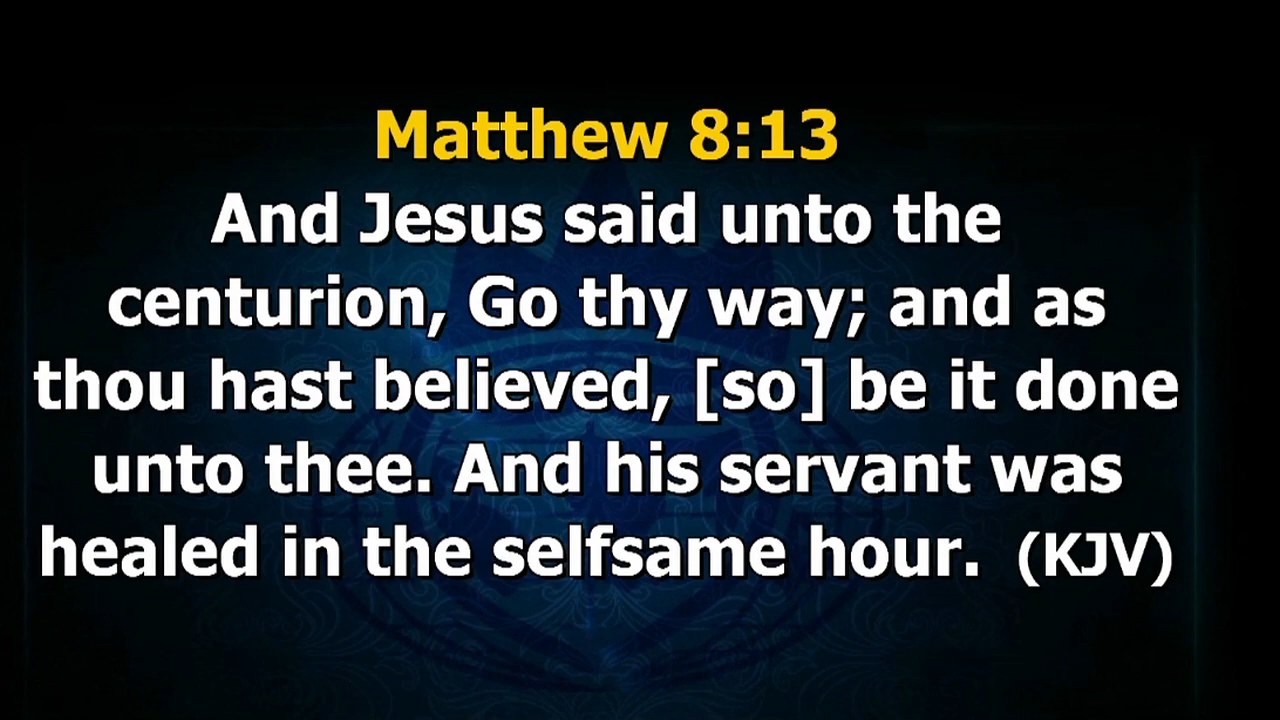 Matthew 8:13
And Jesus said unto the
centurion, Go thy way; and as
thou hast believed, [so] be it done
unto thee. And his servant was
healed in the selfsame hour. (KJV)